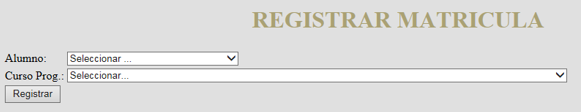 REGISTRAR MATRICULA
Alumno: Seleccionar ...
Curso Prog.: Seleccionar...
Registrar